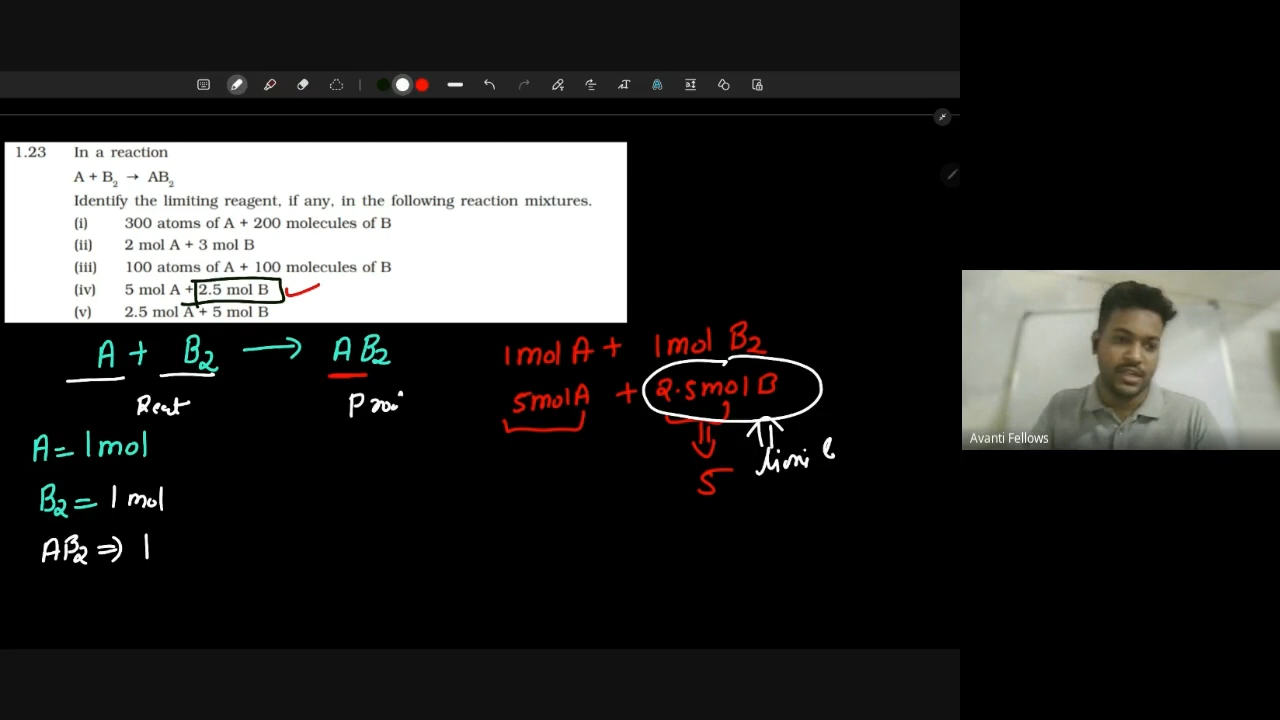 1.23 In a reaction
A + B₂ → AB₂
Identify the limiting reagent, if any, in the following reaction mixtures.
(i) 300 atoms of A + 200 molecules of B
(ii) 2 mol A + 3 mol B
(iii) 100 atoms of A + 100 molecules of B
(iv) 5 mol A + 2.5 mol B
(v) 2.5 mol A + 5 mol B
A + B₂ → AB₂
1 mol A + 1 mol B₂
5 mol A + 2.5 mol B
5
A = 1 mol
B₂ = 1 mol
AB₂ ⇒ 1
Avanti Fellows